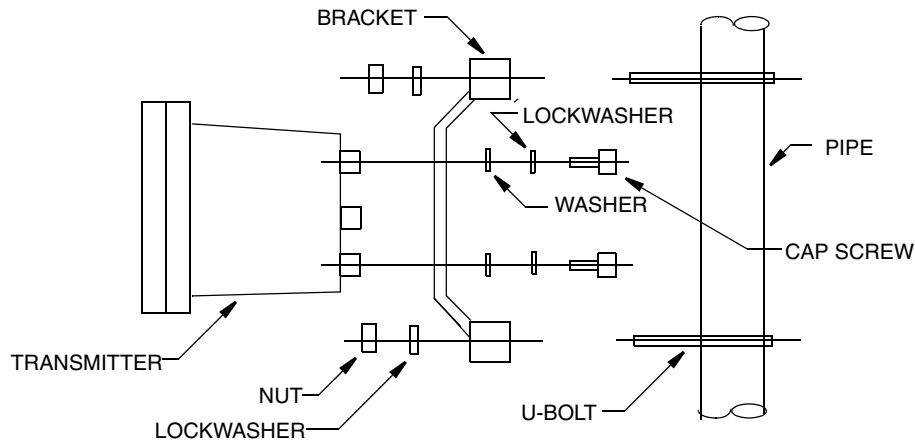 BRACKET
LOCKWASHER
PIPE
WASHER
CAP SCREW
TRANSMITTER
NUT
U-BOLT
LOCKWASHER